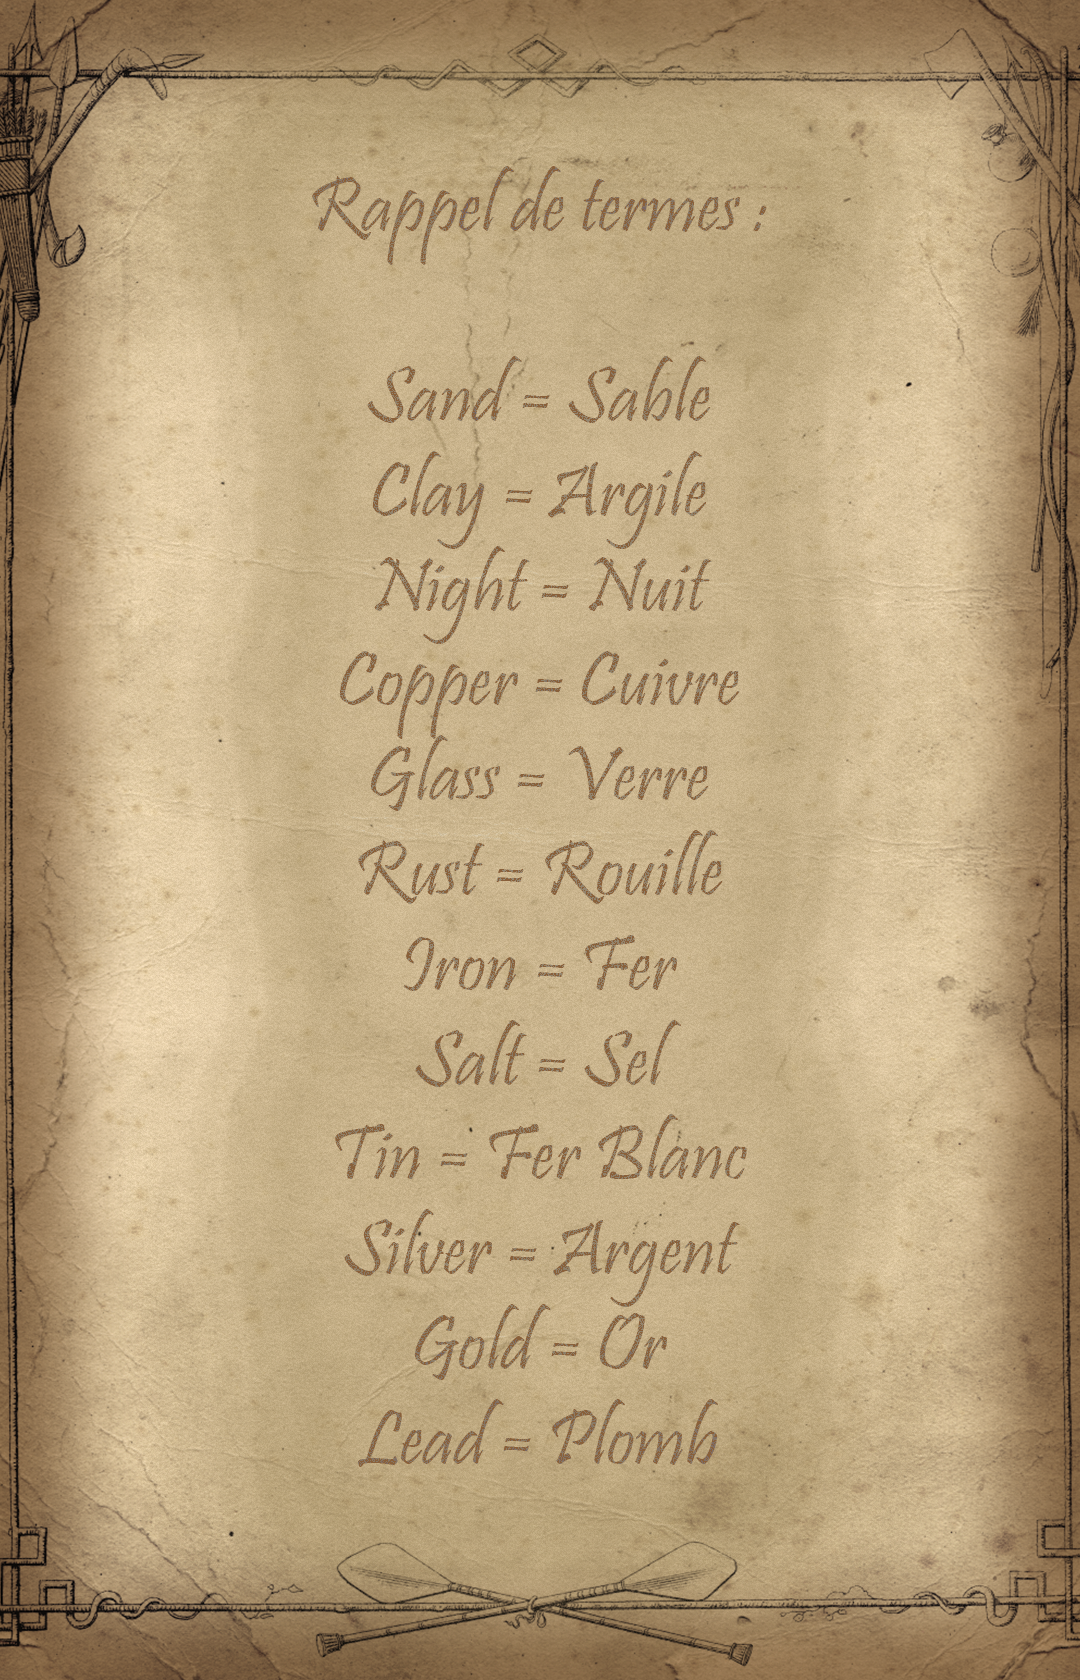 Rappel de termes :
Sand = Sable
Clay = Argile
Night = Nuit
Copper = Cuivre
Glass = Verre
Rust = Rouille
Iron = Fer
Salt = Sel
Tin = Fer Blanc
Silver = Argent
Gold = Or
Lead = Plomb